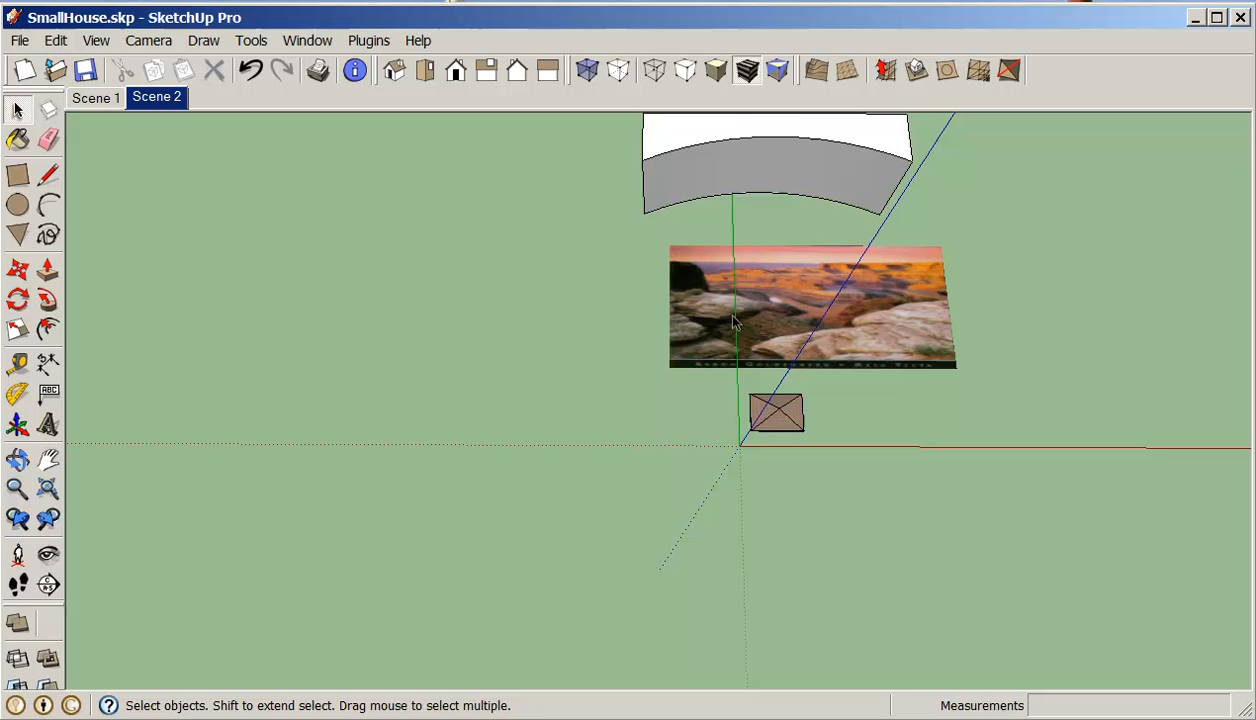 SmallHouse.skp - SketchUp Pro
File Edit View Camera Draw Tools Window Plugins Help
Scene 1 Scene 2
ABC
Select objects. Shift to extend select. Drag mouse to select multiple.
Measurements